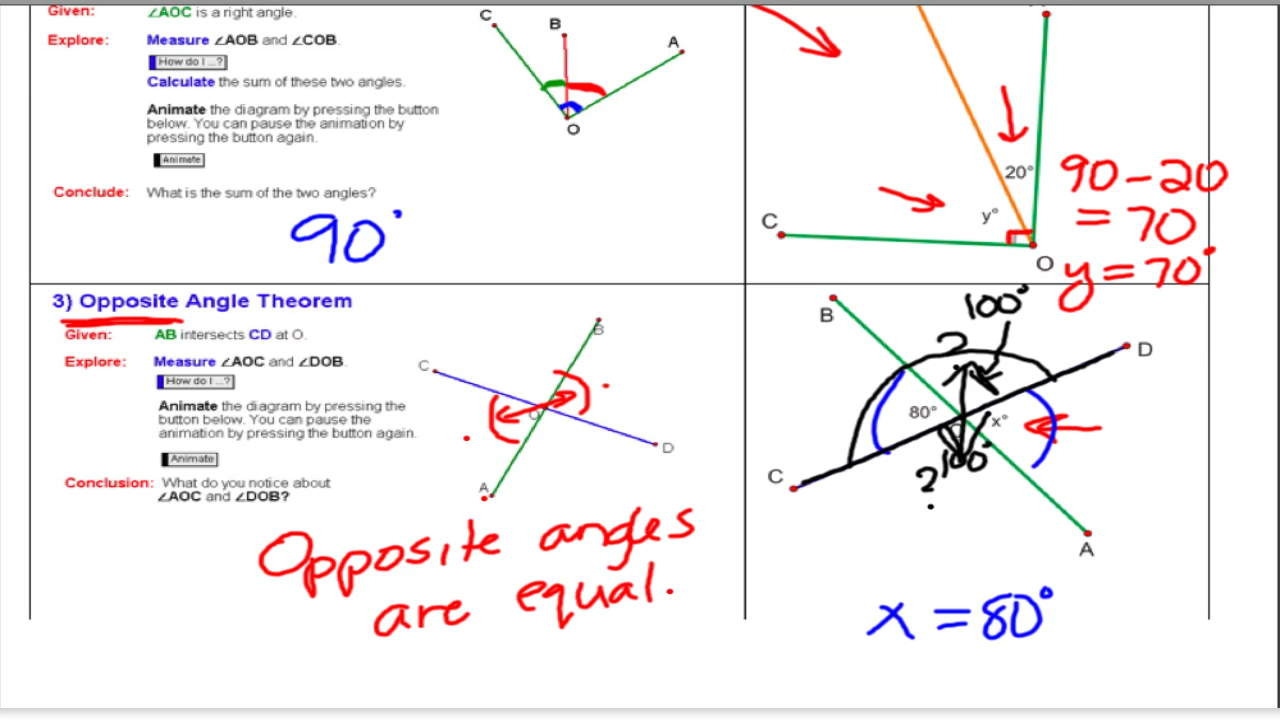 Given: ∠AOC is a right angle.
Explore: Measure ∠AOB and ∠COB.
How do I ...?
Calculate the sum of these two angles.
Animate the diagram by pressing the button
below. You can pause the animation by
pressing the button again.
Animate
Conclude: What is the sum of the two angles?
90°
C
B
A
O
20°
y°
C
O
90-20
= 70
y = 70°
3) Opposite Angle Theorem
Given: AB intersects CD at O.
Explore: Measure ∠AOC and ∠DOB.
How do I ...?
Animate the diagram by pressing the
button below. You can pause the
animation by pressing the button again.
Animate
Conclusion: What do you notice about
∠AOC and ∠DOB?
B
C
O
D
A
Opposite angles
are equal.
100°
B
?
D
80°
x°
100°
C
?
A
x = 80°